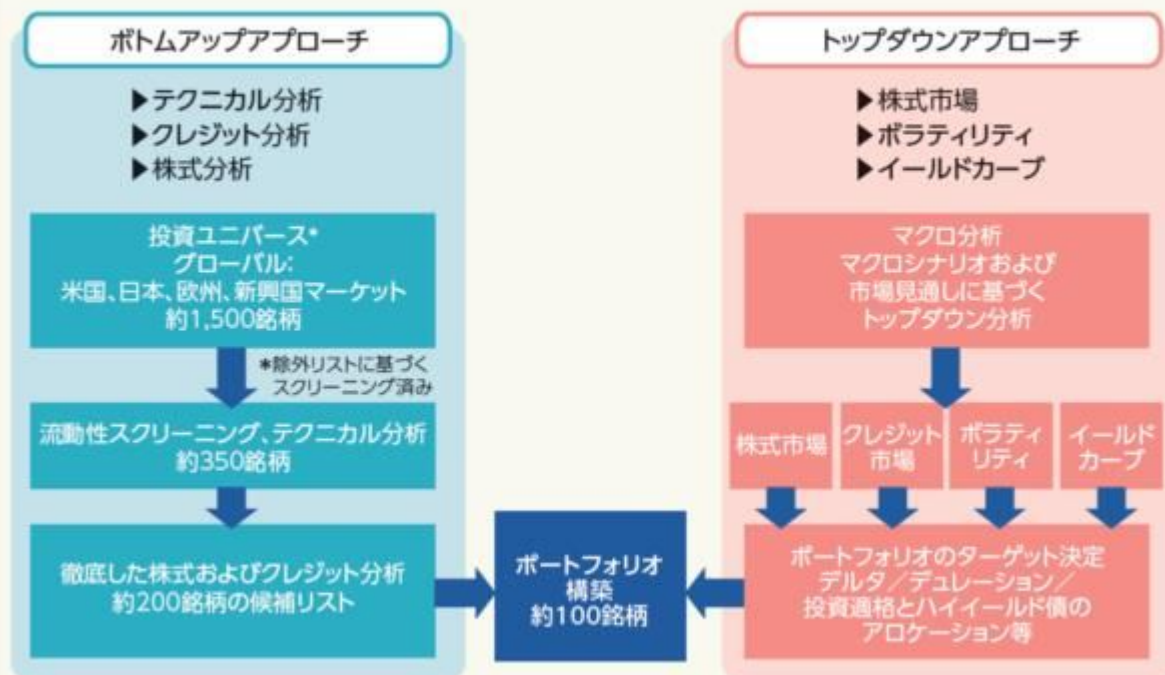 ボトムアップアプローチ
▶テクニカル分析
▶クレジット分析
▶株式分析
投資ユニバース*
グローバル:
米国、日本、欧州、新興国マーケット
約1,500銘柄
*除外リストに基づく
スクリーニング済み
流動性スクリーニング、テクニカル分析
約350銘柄
徹底した株式およびクレジット分析
約200銘柄の候補リスト
ポートフォリオ
構築
約100銘柄
トップダウンアプローチ
▶株式市場
▶ボラティリティ
▶イールドカーブ
マクロ分析
マクロシナリオおよび
市場見通しに基づく
トップダウン分析
株式市場
クレジット
市場
ボラティ
リティ
イールド
カーブ
ポートフォリオのターゲット決定
デルタ／デュレーション／
投資適格とハイイールド債の
アロケーション等